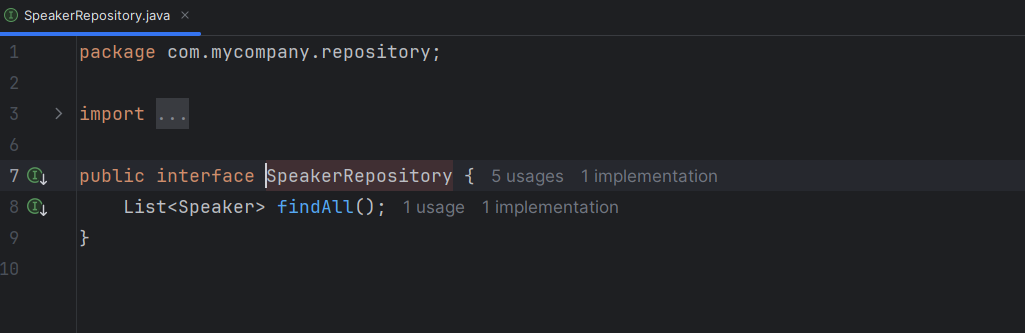 SpeakerRepository.java
1 package com.mycompany.repository;
2
3 import ...
6
7 public interface SpeakerRepository { 5 usages 1 implementation
8 List<Speaker> findAll(); 1 usage 1 implementation
9 }
10